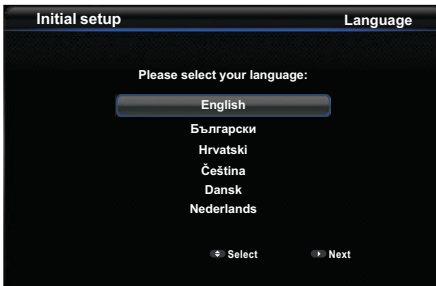 Initial setup Language
Please select your language:
English
Български
Hrvatski
Čeština
Dansk
Nederlands
Select Next